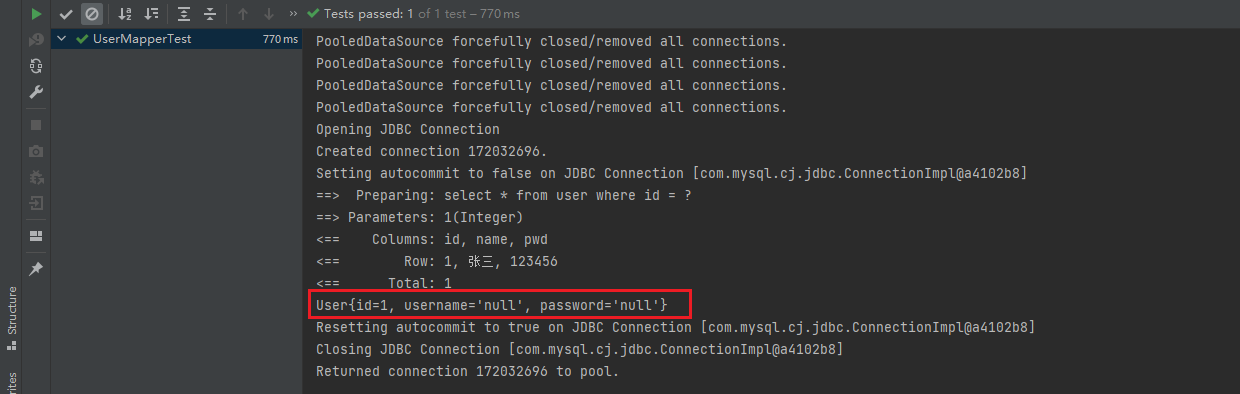 Tests passed: 1 of 1 test – 770 ms
UserMapperTest 770 ms
PooledDataSource forcefully closed/removed all connections.
PooledDataSource forcefully closed/removed all connections.
PooledDataSource forcefully closed/removed all connections.
PooledDataSource forcefully closed/removed all connections.
Opening JDBC Connection
Created connection 172032696.
Setting autocommit to false on JDBC Connection [com.mysql.cj.jdbc.ConnectionImpl@a4102b8]
==>  Preparing: select * from user where id = ?
==> Parameters: 1(Integer)
<==    Columns: id, name, pwd
<==        Row: 1, 张三, 123456
<==      Total: 1
User{id=1, username='null', password='null'}
Resetting autocommit to true on JDBC Connection [com.mysql.cj.jdbc.ConnectionImpl@a4102b8]
Closing JDBC Connection [com.mysql.cj.jdbc.ConnectionImpl@a4102b8]
Returned connection 172032696 to pool.
Structure